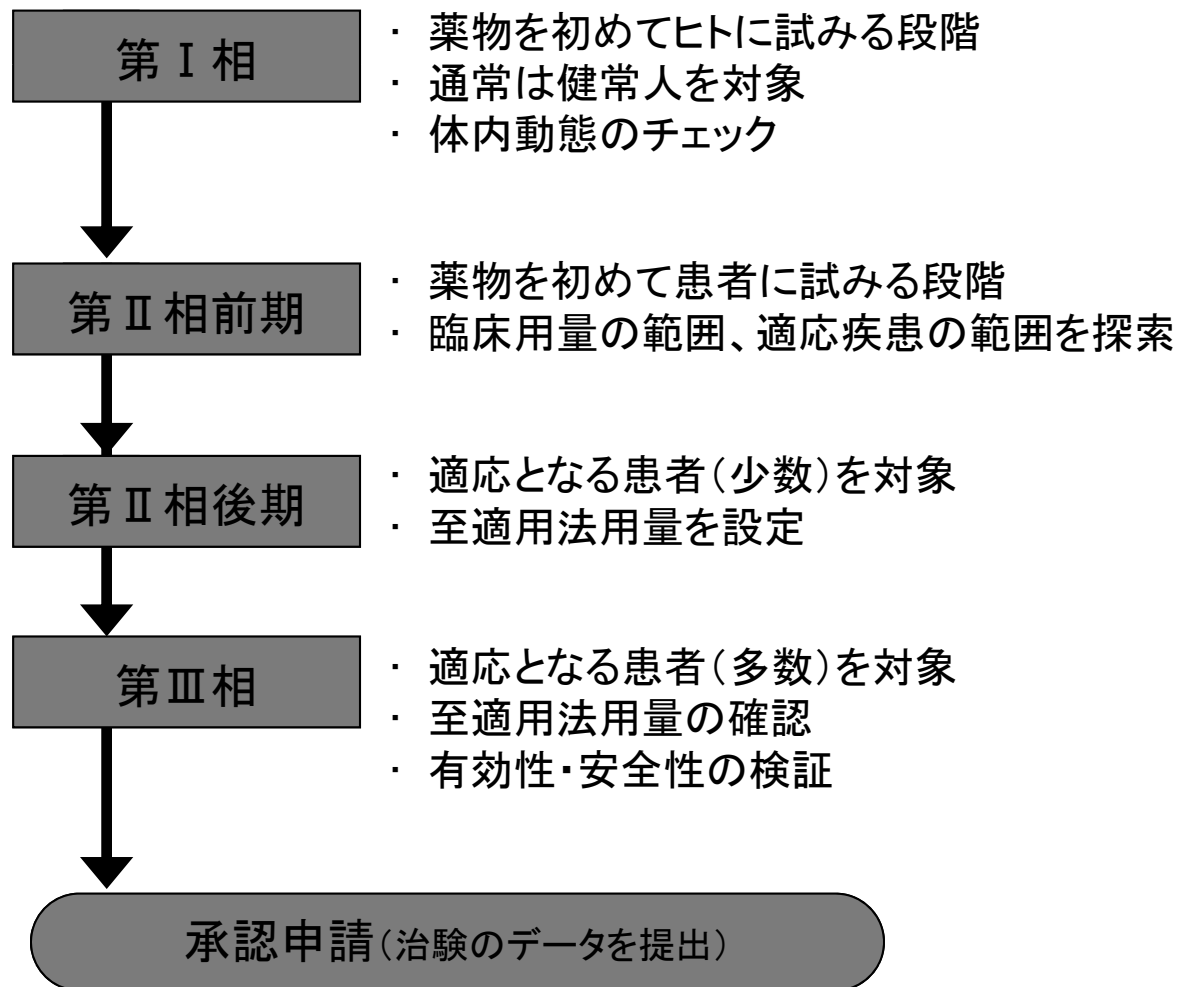 第Ⅰ相
・ 薬物を初めてヒトに試みる段階
・ 通常は健常人を対象
・ 体内動態のチェック
第Ⅱ相前期
・ 薬物を初めて患者に試みる段階
・ 臨床用量の範囲、適応疾患の範囲を探索
第Ⅱ相後期
・ 適応となる患者(少数)を対象
・ 至適用法用量を設定
第Ⅲ相
・ 適応となる患者(多数)を対象
・ 至適用法用量の確認
・ 有効性・安全性の検証
承認申請(治験のデータを提出)